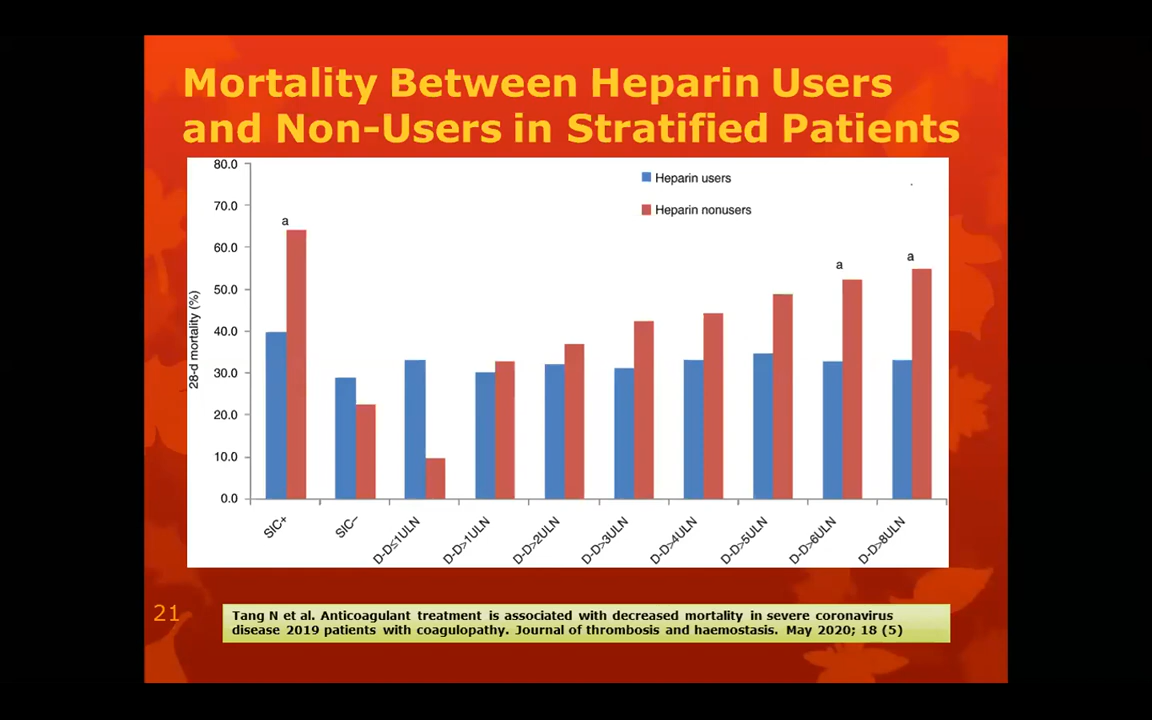 Mortality Between Heparin Users
and Non-Users in Stratified Patients
80.0
70.0
60.0
50.0
40.0
30.0
20.0
10.0
0.0
28-d mortality (%)
Heparin users
Heparin nonusers
a
a
a
SIC+
SIC–
D-D≤1ULN
D-D>1ULN
D-D>2ULN
D-D>3ULN
D-D>4ULN
D-D>5ULN
D-D>6ULN
D-D>8ULN
21
Tang N et al. Anticoagulant treatment is associated with decreased mortality in severe coronavirus
disease 2019 patients with coagulopathy. Journal of thrombosis and haemostasis. May 2020; 18 (5)